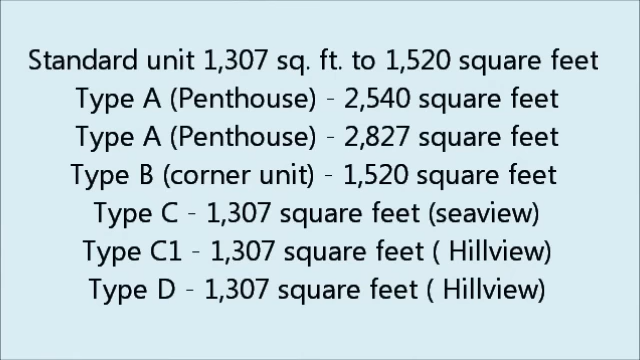 Standard unit 1,307 sq. ft. to 1,520 square feet
Type A (Penthouse) - 2,540 square feet
Type A (Penthouse) - 2,827 square feet
Type B (corner unit) - 1,520 square feet
Type C - 1,307 square feet (seaview)
Type C1 - 1,307 square feet ( Hillview)
Type D - 1,307 square feet ( Hillview)